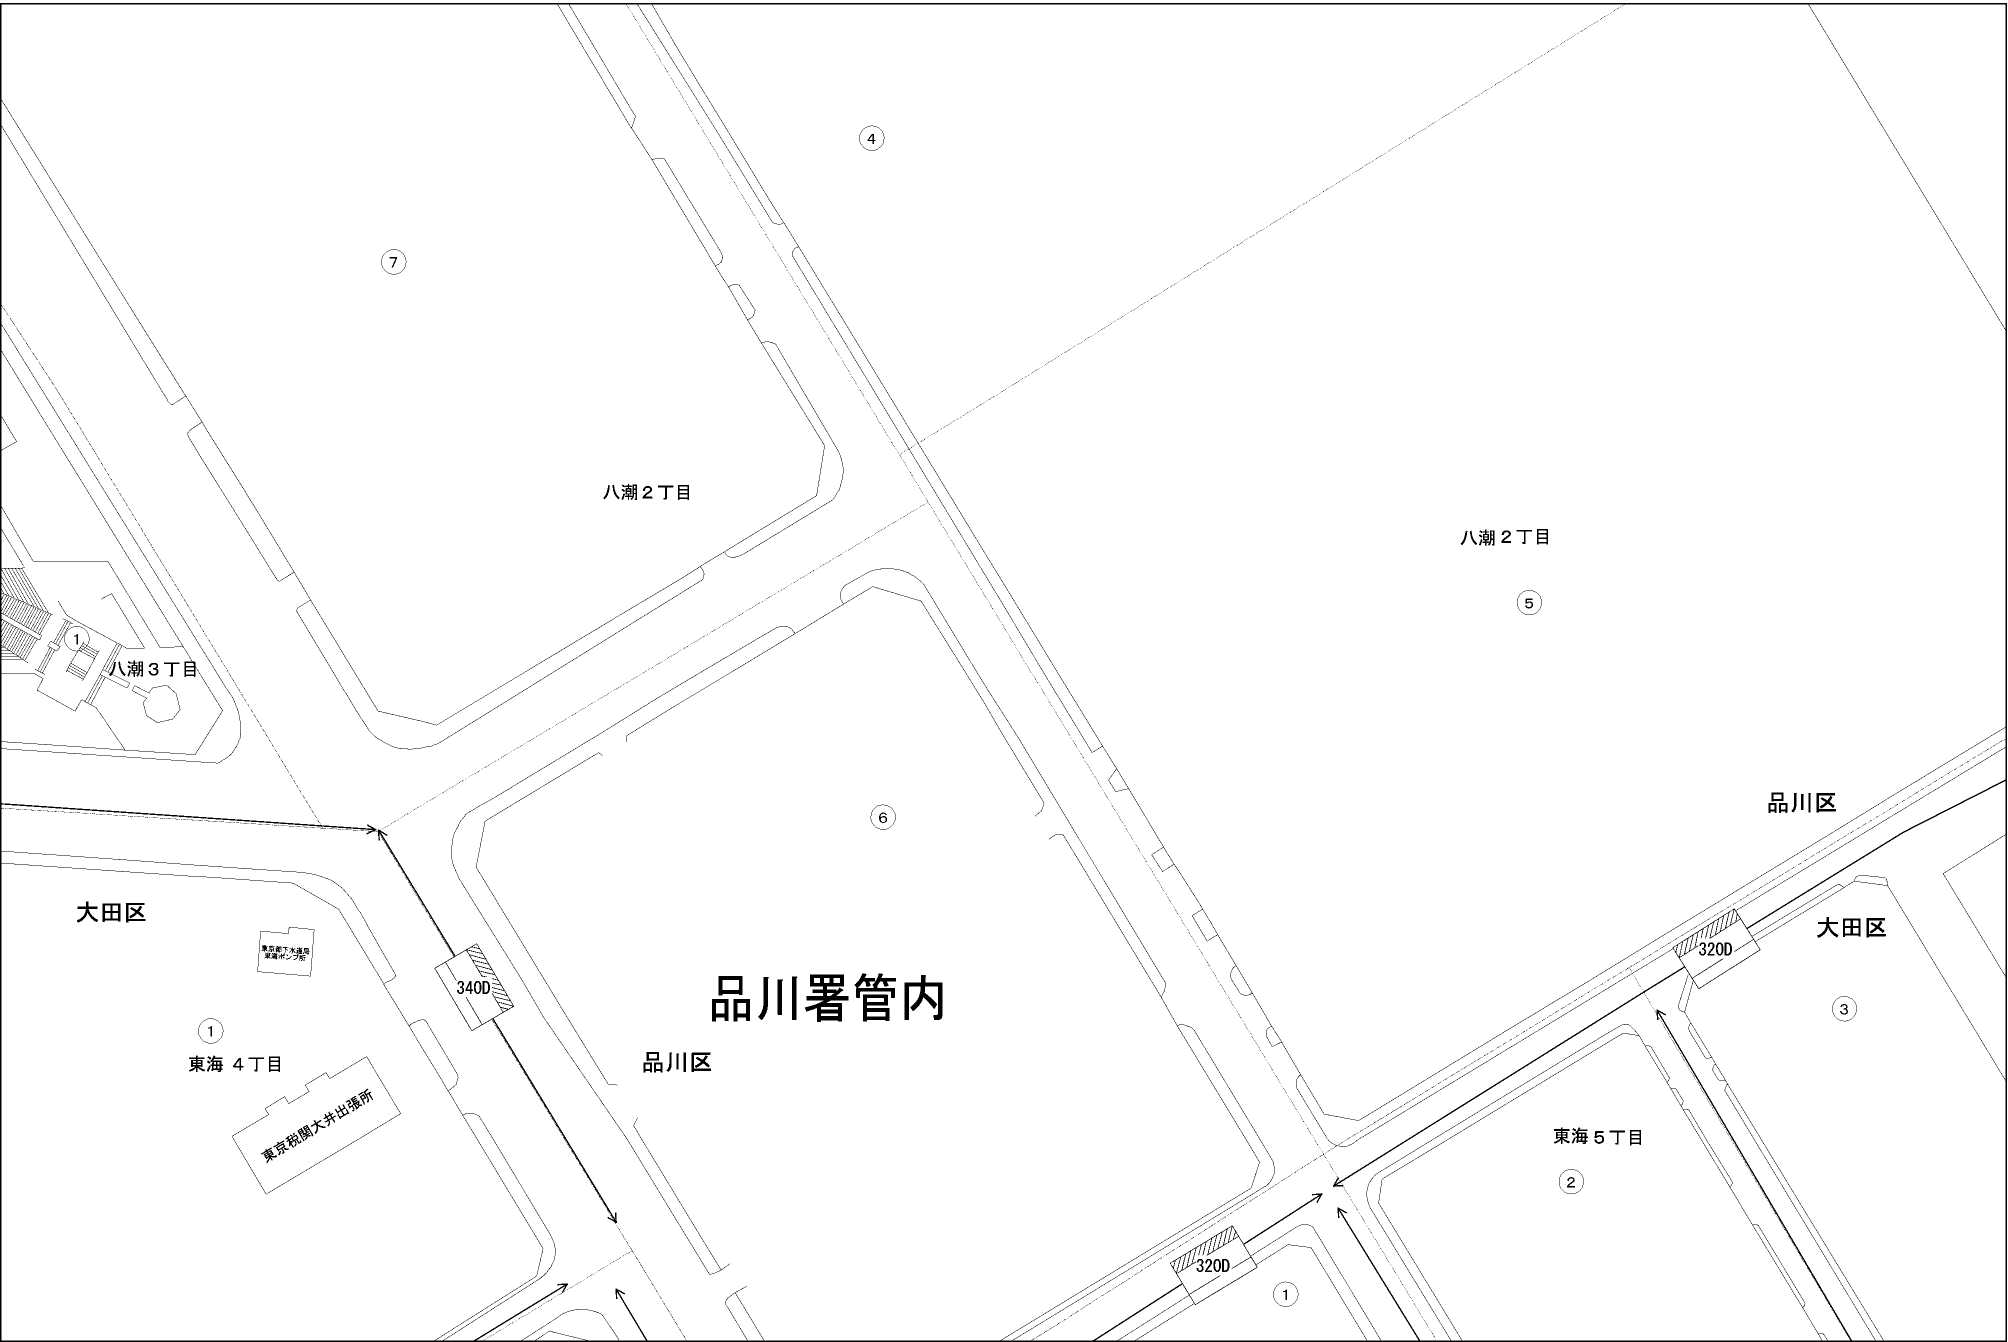 4
7
八潮２丁目
八潮２丁目
5
1
八潮３丁目
品川区
6
大田区
大田区
東京都下水道局
東海ポンプ所
320D
340D
品川署管内
3
1
東海 ４丁目
品川区
東京税関大井出張所
東海５丁目
2
320D
1